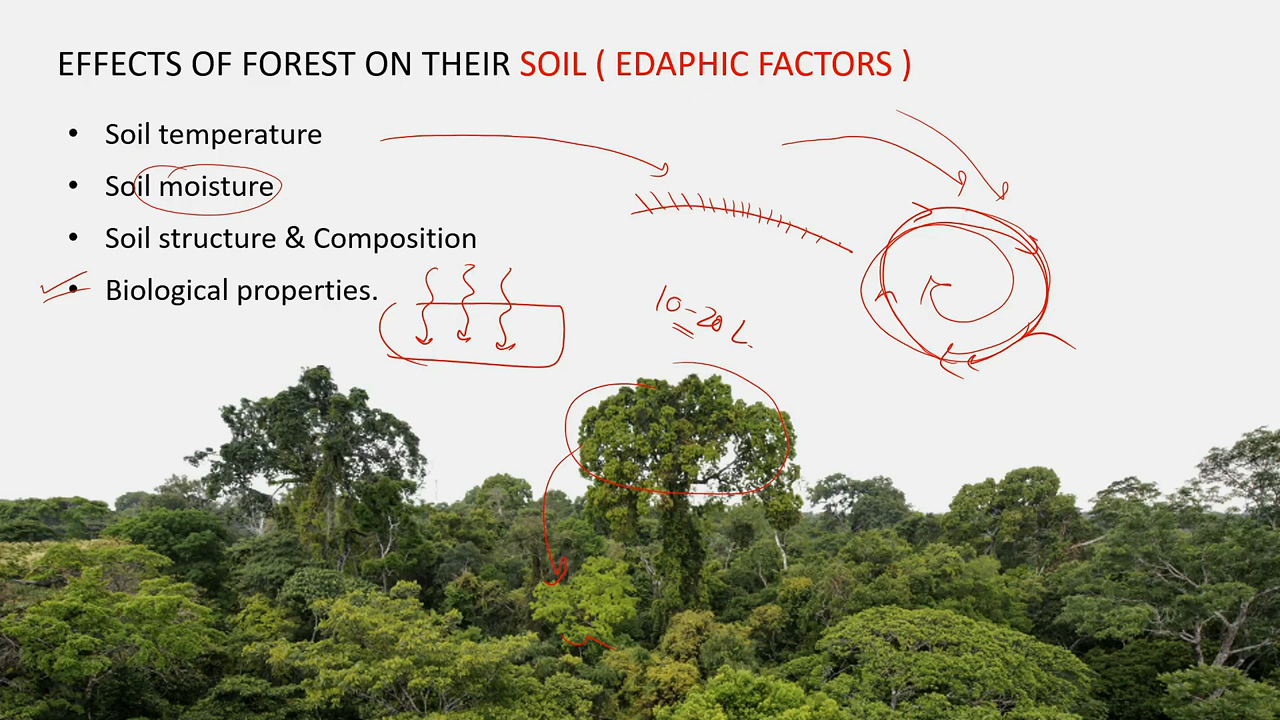 EFFECTS OF FOREST ON THEIR SOIL ( EDAPHIC FACTORS )
• Soil temperature
• Soil moisture
• Soil structure & Composition
• Biological properties.
10-20 L.